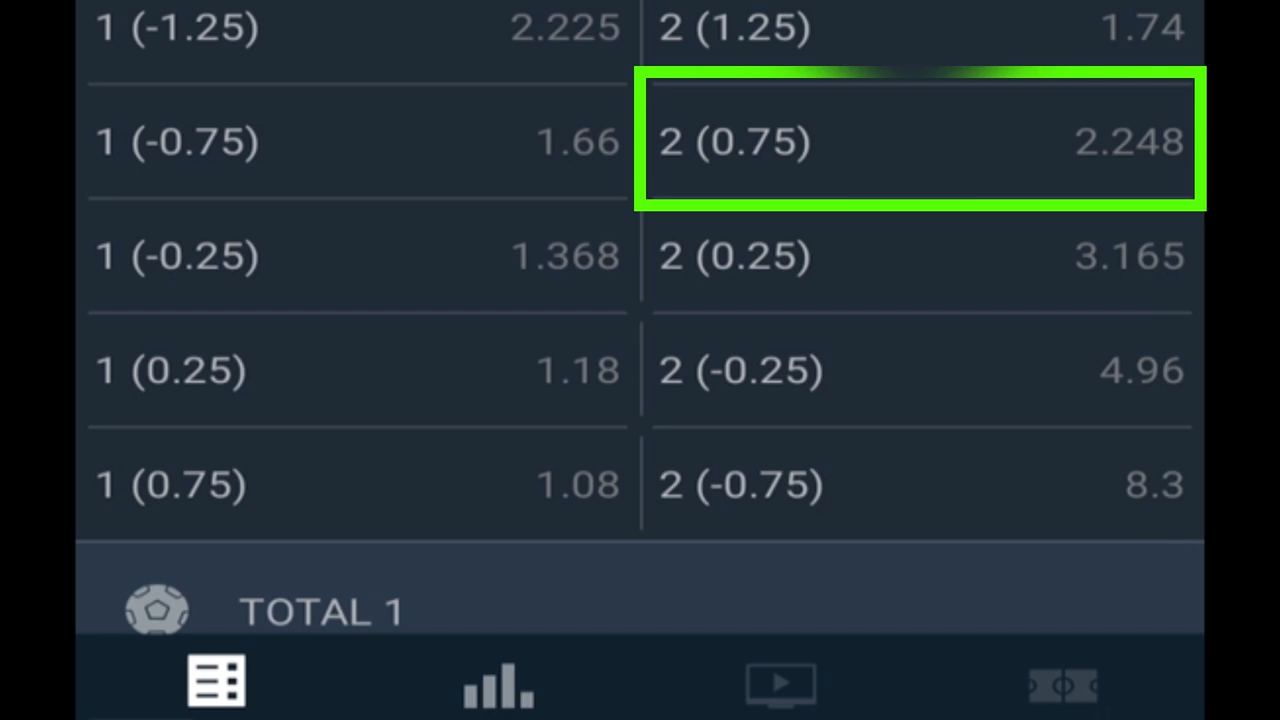 1 (-1.25) 2.225 2 (1.25) 1.74
1 (-0.75) 1.66 2 (0.75) 2.248
1 (-0.25) 1.368 2 (0.25) 3.165
1 (0.25) 1.18 2 (-0.25) 4.96
1 (0.75) 1.08 2 (-0.75) 8.3
TOTAL 1